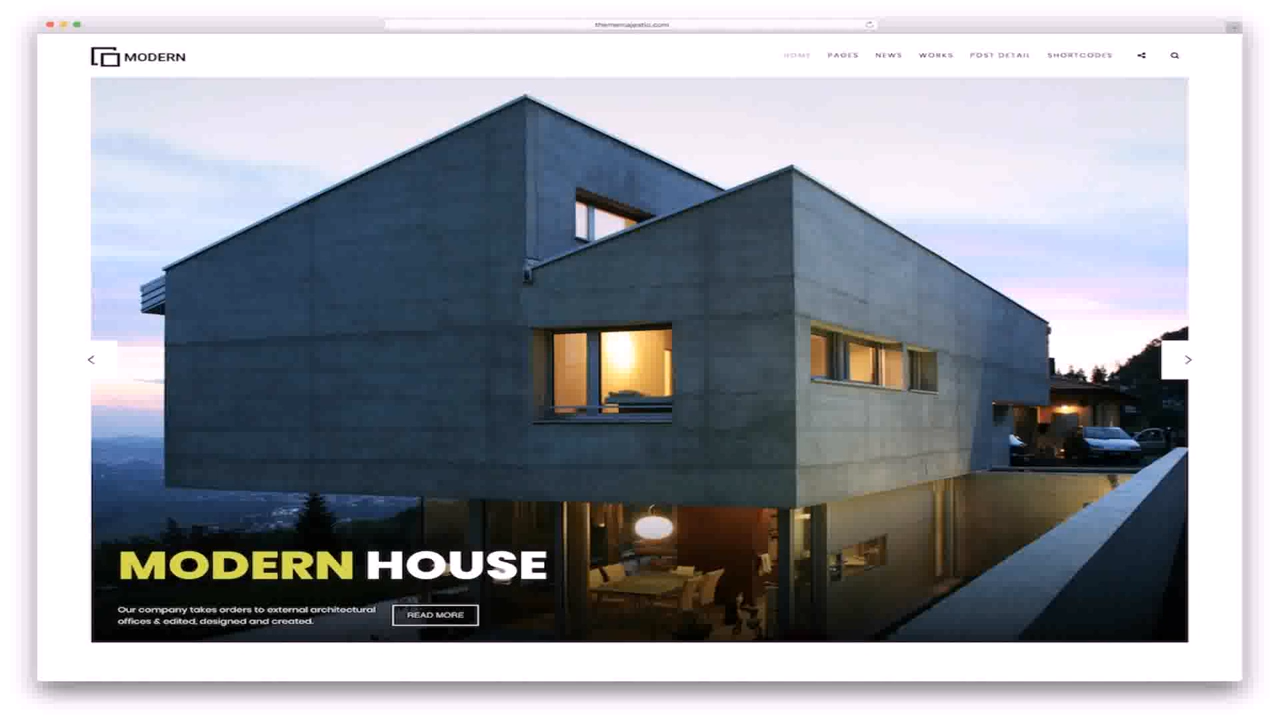 thememajestic.com
MODERN
HOME PAGES NEWS WORKS POST DETAIL SHORTCODES
MODERN HOUSE
Our company takes orders to external architectural
offices & edited, designed and created.
READ MORE